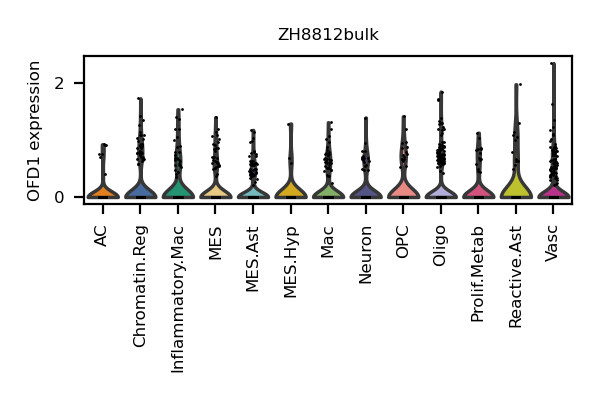 ZH8812bulk
OFD1 expression
2
0
AC
Chromatin.Reg
Inflammatory.Mac
MES
MES.Ast
MES.Hyp
Mac
Neuron
OPC
Oligo
Prolif.Metab
Reactive.Ast
Vasc